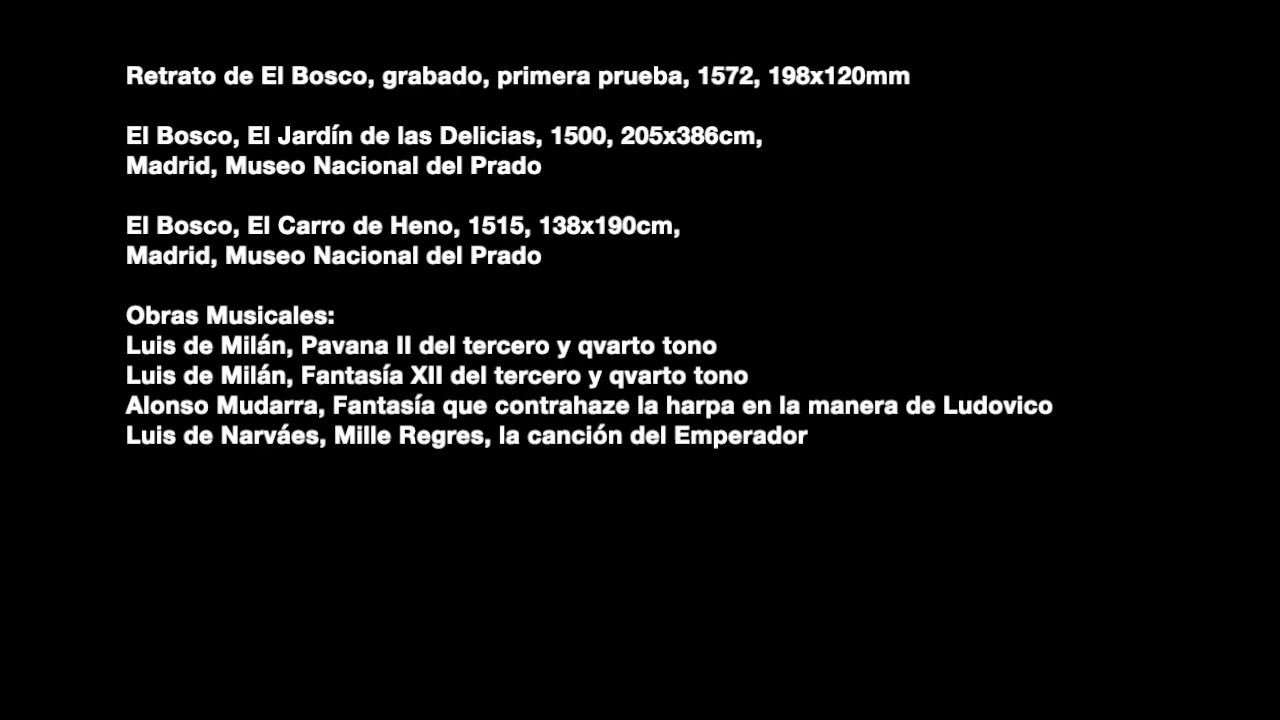 Retrato de El Bosco, grabado, primera prueba, 1572, 198x120mm
El Bosco, El Jardín de las Delicias, 1500, 205x386cm,
Madrid, Museo Nacional del Prado
El Bosco, El Carro de Heno, 1515, 138x190cm,
Madrid, Museo Nacional del Prado
Obras Musicales:
Luis de Milán, Pavana II del tercero y qvarto tono
Luis de Milán, Fantasía XII del tercero y qvarto tono
Alonso Mudarra, Fantasía que contrahaze la harpa en la manera de Ludovico
Luis de Narváes, Mille Regres, la canción del Emperador